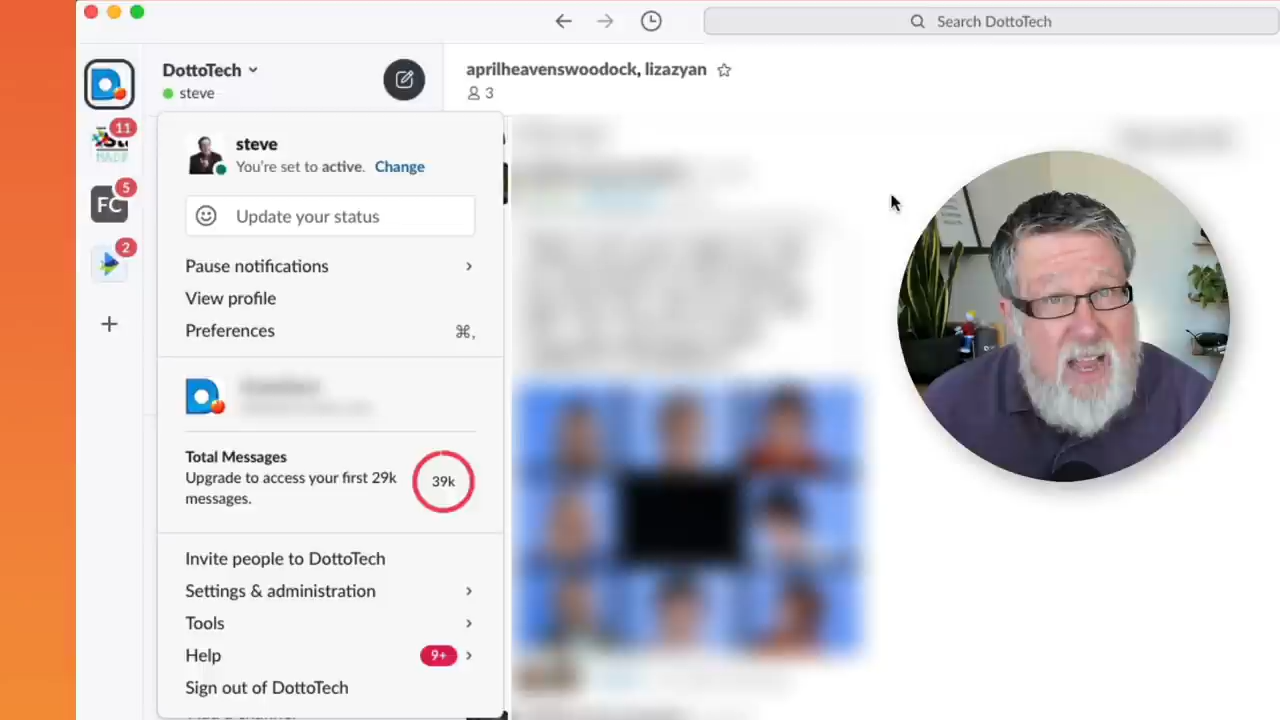 Search DottoTech
DottoTech
steve
aprilheavenswoodock, lizazyan
3
11
steve
You're set to active. Change
5
FC
Update your status
2
Pause notifications
View profile
Preferences
⌘,
Total Messages
Upgrade to access your first 29k
messages.
39k
Invite people to DottoTech
Settings & administration
Tools
Help
9+
Sign out of DottoTech